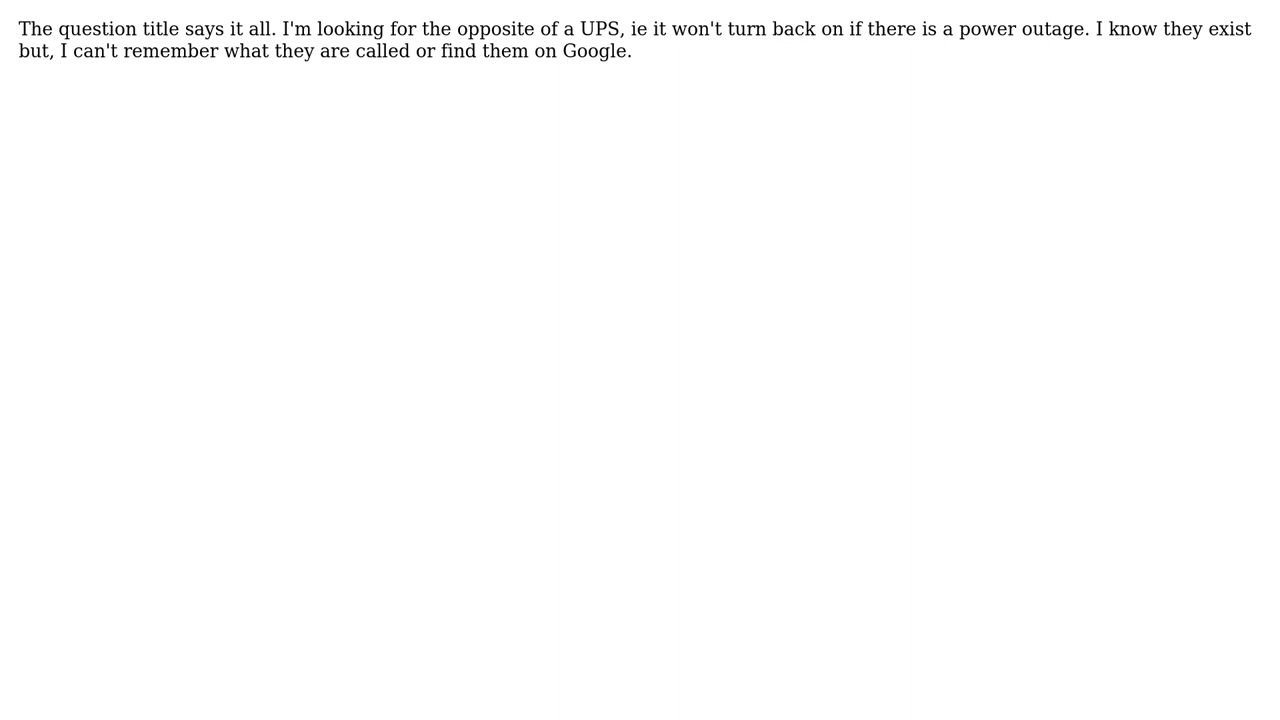 The question title says it all. I'm looking for the opposite of a UPS, ie it won't turn back on if there is a power outage. I know they exist
but, I can't remember what they are called or find them on Google.